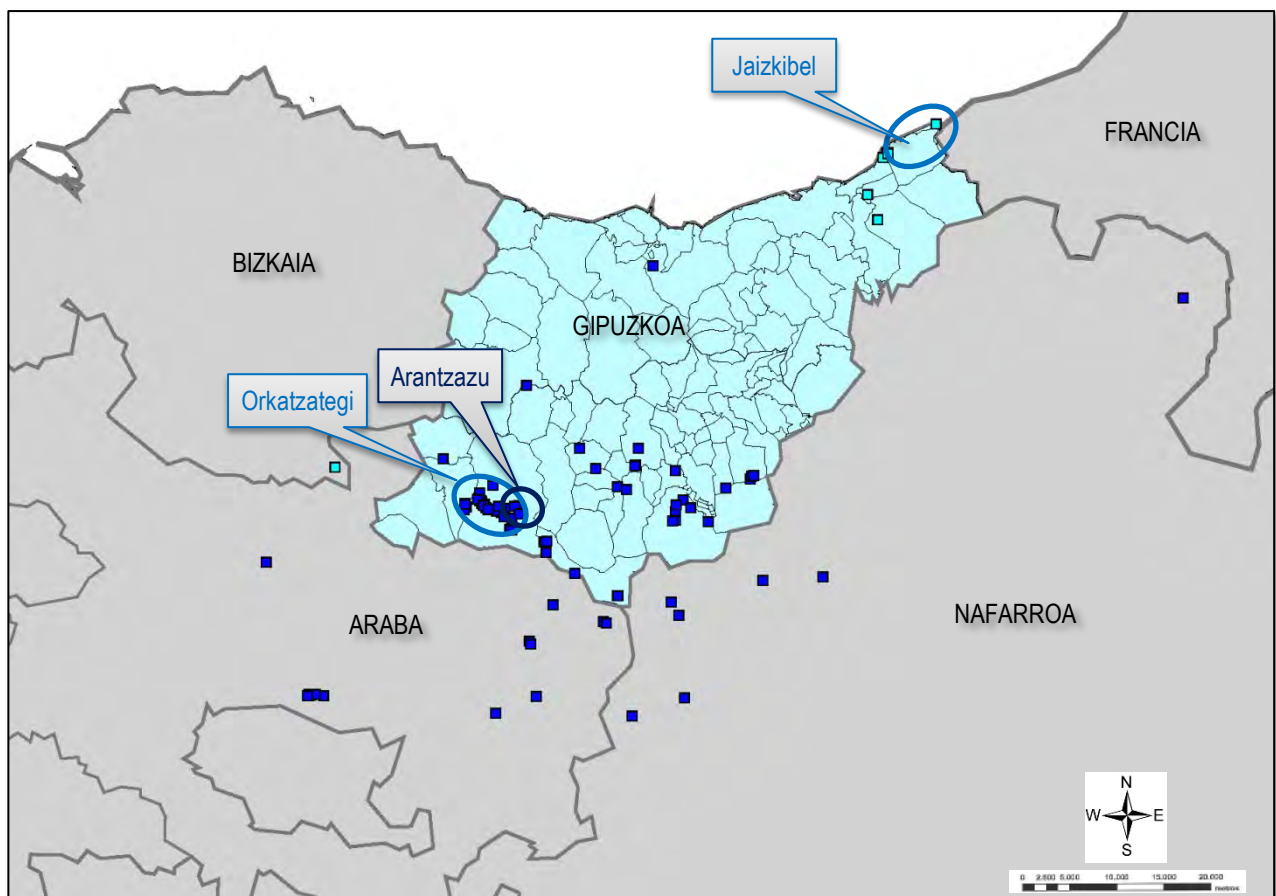 Jaizkibel
FRANCIA
BIZKAIA
GIPUZKOA
Arantzazu
Orkatzategi
ARABA
NAFARROA
N
W E
S
0 2.500 5.000 10.000 15.000 20.000
metros